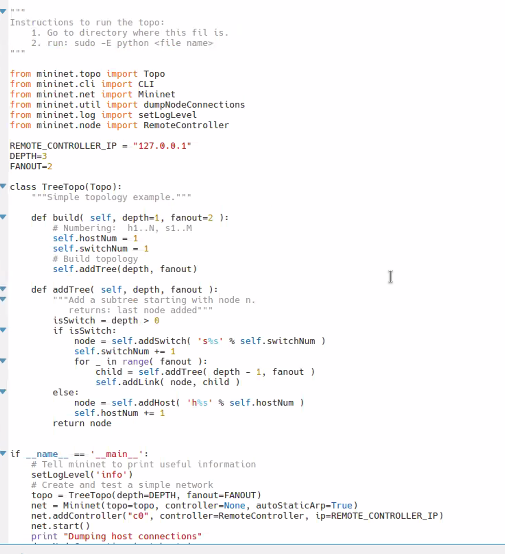 """
Instructions to run the topo:
    1. Go to directory where this fil is.
    2. run: sudo -E python <file name>
"""
from mininet.topo import Topo
from mininet.cli import CLI
from mininet.net import Mininet
from mininet.util import dumpNodeConnections
from mininet.log import setLogLevel
from mininet.node import RemoteController
REMOTE_CONTROLLER_IP = "127.0.0.1"
DEPTH=3
FANOUT=2
class TreeTopo(Topo):
    """Simple topology example."""
    def build( self, depth=1, fanout=2 ):
        # Numbering:  h1..N, s1..M
        self.hostNum = 1
        self.switchNum = 1
        # Build topology
        self.addTree(depth, fanout)
    def addTree( self, depth, fanout ):
        """Add a subtree starting with node n.
           returns: last node added"""
        isSwitch = depth > 0
        if isSwitch:
            node = self.addSwitch( 's%s' % self.switchNum )
            self.switchNum += 1
            for _ in range( fanout ):
                child = self.addTree( depth - 1, fanout )
                self.addLink( node, child )
        else:
            node = self.addHost( 'h%s' % self.hostNum )
            self.hostNum += 1
        return node
if __name__ == '__main__':
    # Tell mininet to print useful information
    setLogLevel('info')
    # Create and test a simple network
    topo = TreeTopo(depth=DEPTH, fanout=FANOUT)
    net = Mininet(topo=topo, controller=None, autoStaticArp=True)
    net.addController("c0", controller=RemoteController, ip=REMOTE_CONTROLLER_IP)
    net.start()
    print "Dumping host connections"